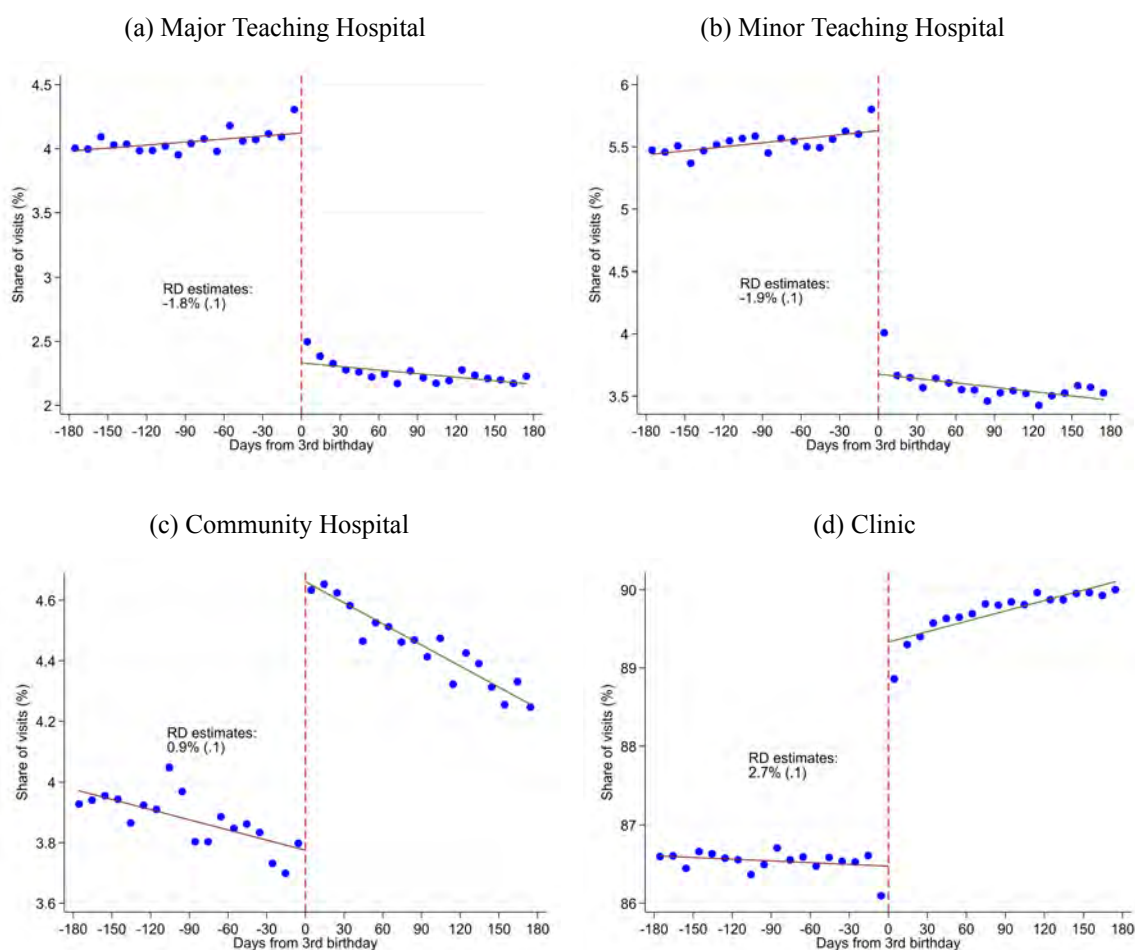 (a) Major Teaching Hospital
4.5
4
3.5
3
2.5
2
Share of visits (%)
RD estimates:
-1.8% (.1)
-180 -150 -120 -90 -60 -30 0 30 60 90 120 150 180
Days from 3rd birthday
(b) Minor Teaching Hospital
6
5.5
5
4.5
4
3.5
Share of visits (%)
RD estimates:
-1.9% (.1)
-180 -150 -120 -90 -60 -30 0 30 60 90 120 150 180
Days from 3rd birthday
(c) Community Hospital
4.6
4.4
4.2
4
3.8
3.6
Share of visits (%)
RD estimates:
0.9% (.1)
-180 -150 -120 -90 -60 -30 0 30 60 90 120 150 180
Days from 3rd birthday
(d) Clinic
90
89
88
87
86
Share of visits (%)
RD estimates:
2.7% (.1)
-180 -150 -120 -90 -60 -30 0 30 60 90 120 150 180
Days from 3rd birthday